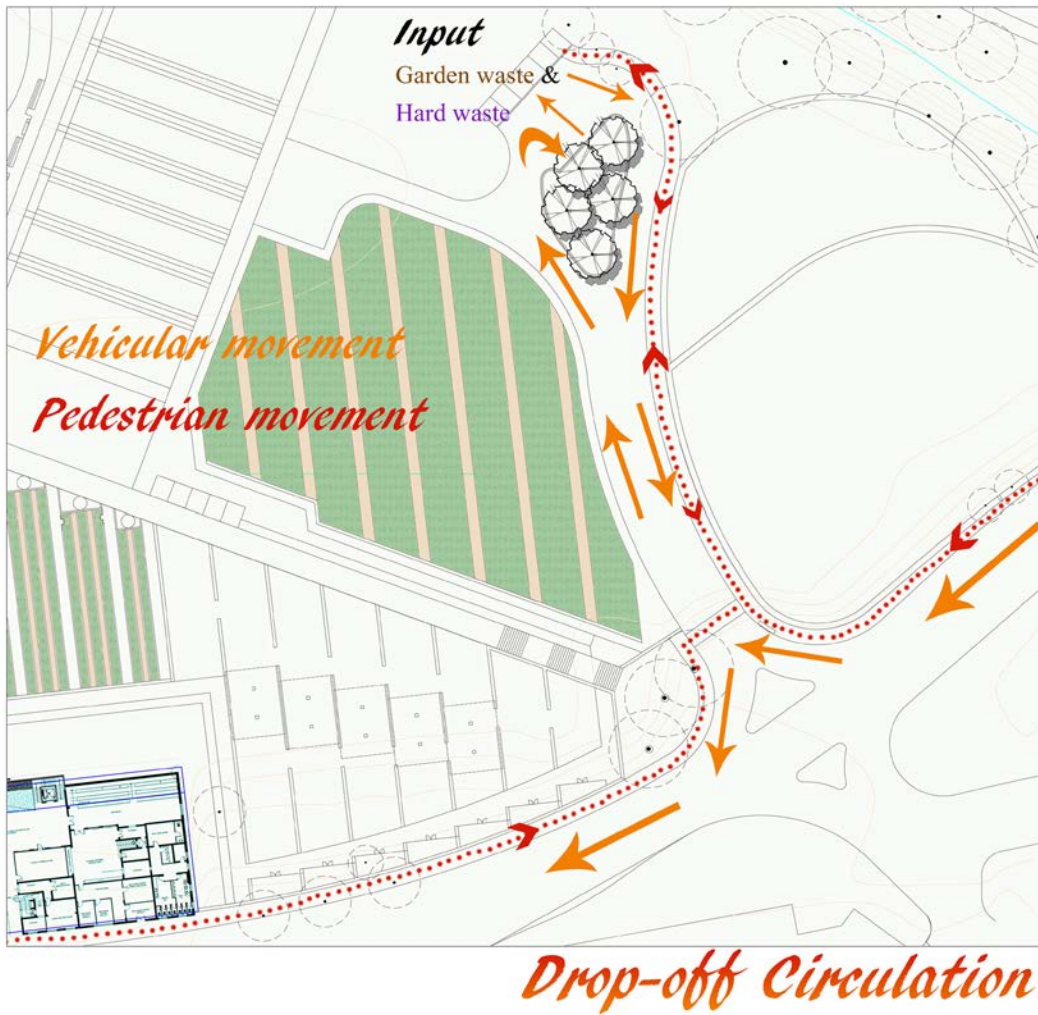 Input
Garden waste &
Hard waste
Vehicular movement
Pedestrian movement
Drop-off Circulation